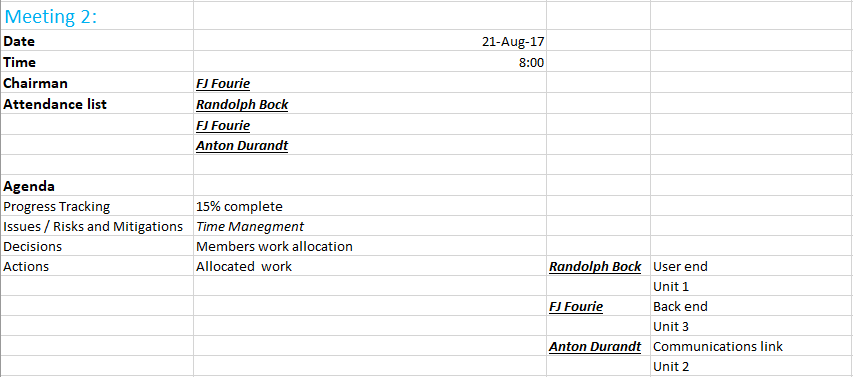 Meeting 2:
Date 21-Aug-17
Time 8:00
Chairman FJ Fourie
Attendance list Randolph Bock
FJ Fourie
Anton Durandt
Agenda
Progress Tracking 15% complete
Issues / Risks and Mitigations Time Manegment
Decisions Members work allocation
Actions Allocated work Randolph Bock User end
Unit 1
FJ Fourie Back end
Unit 3
Anton Durandt Communications link
Unit 2